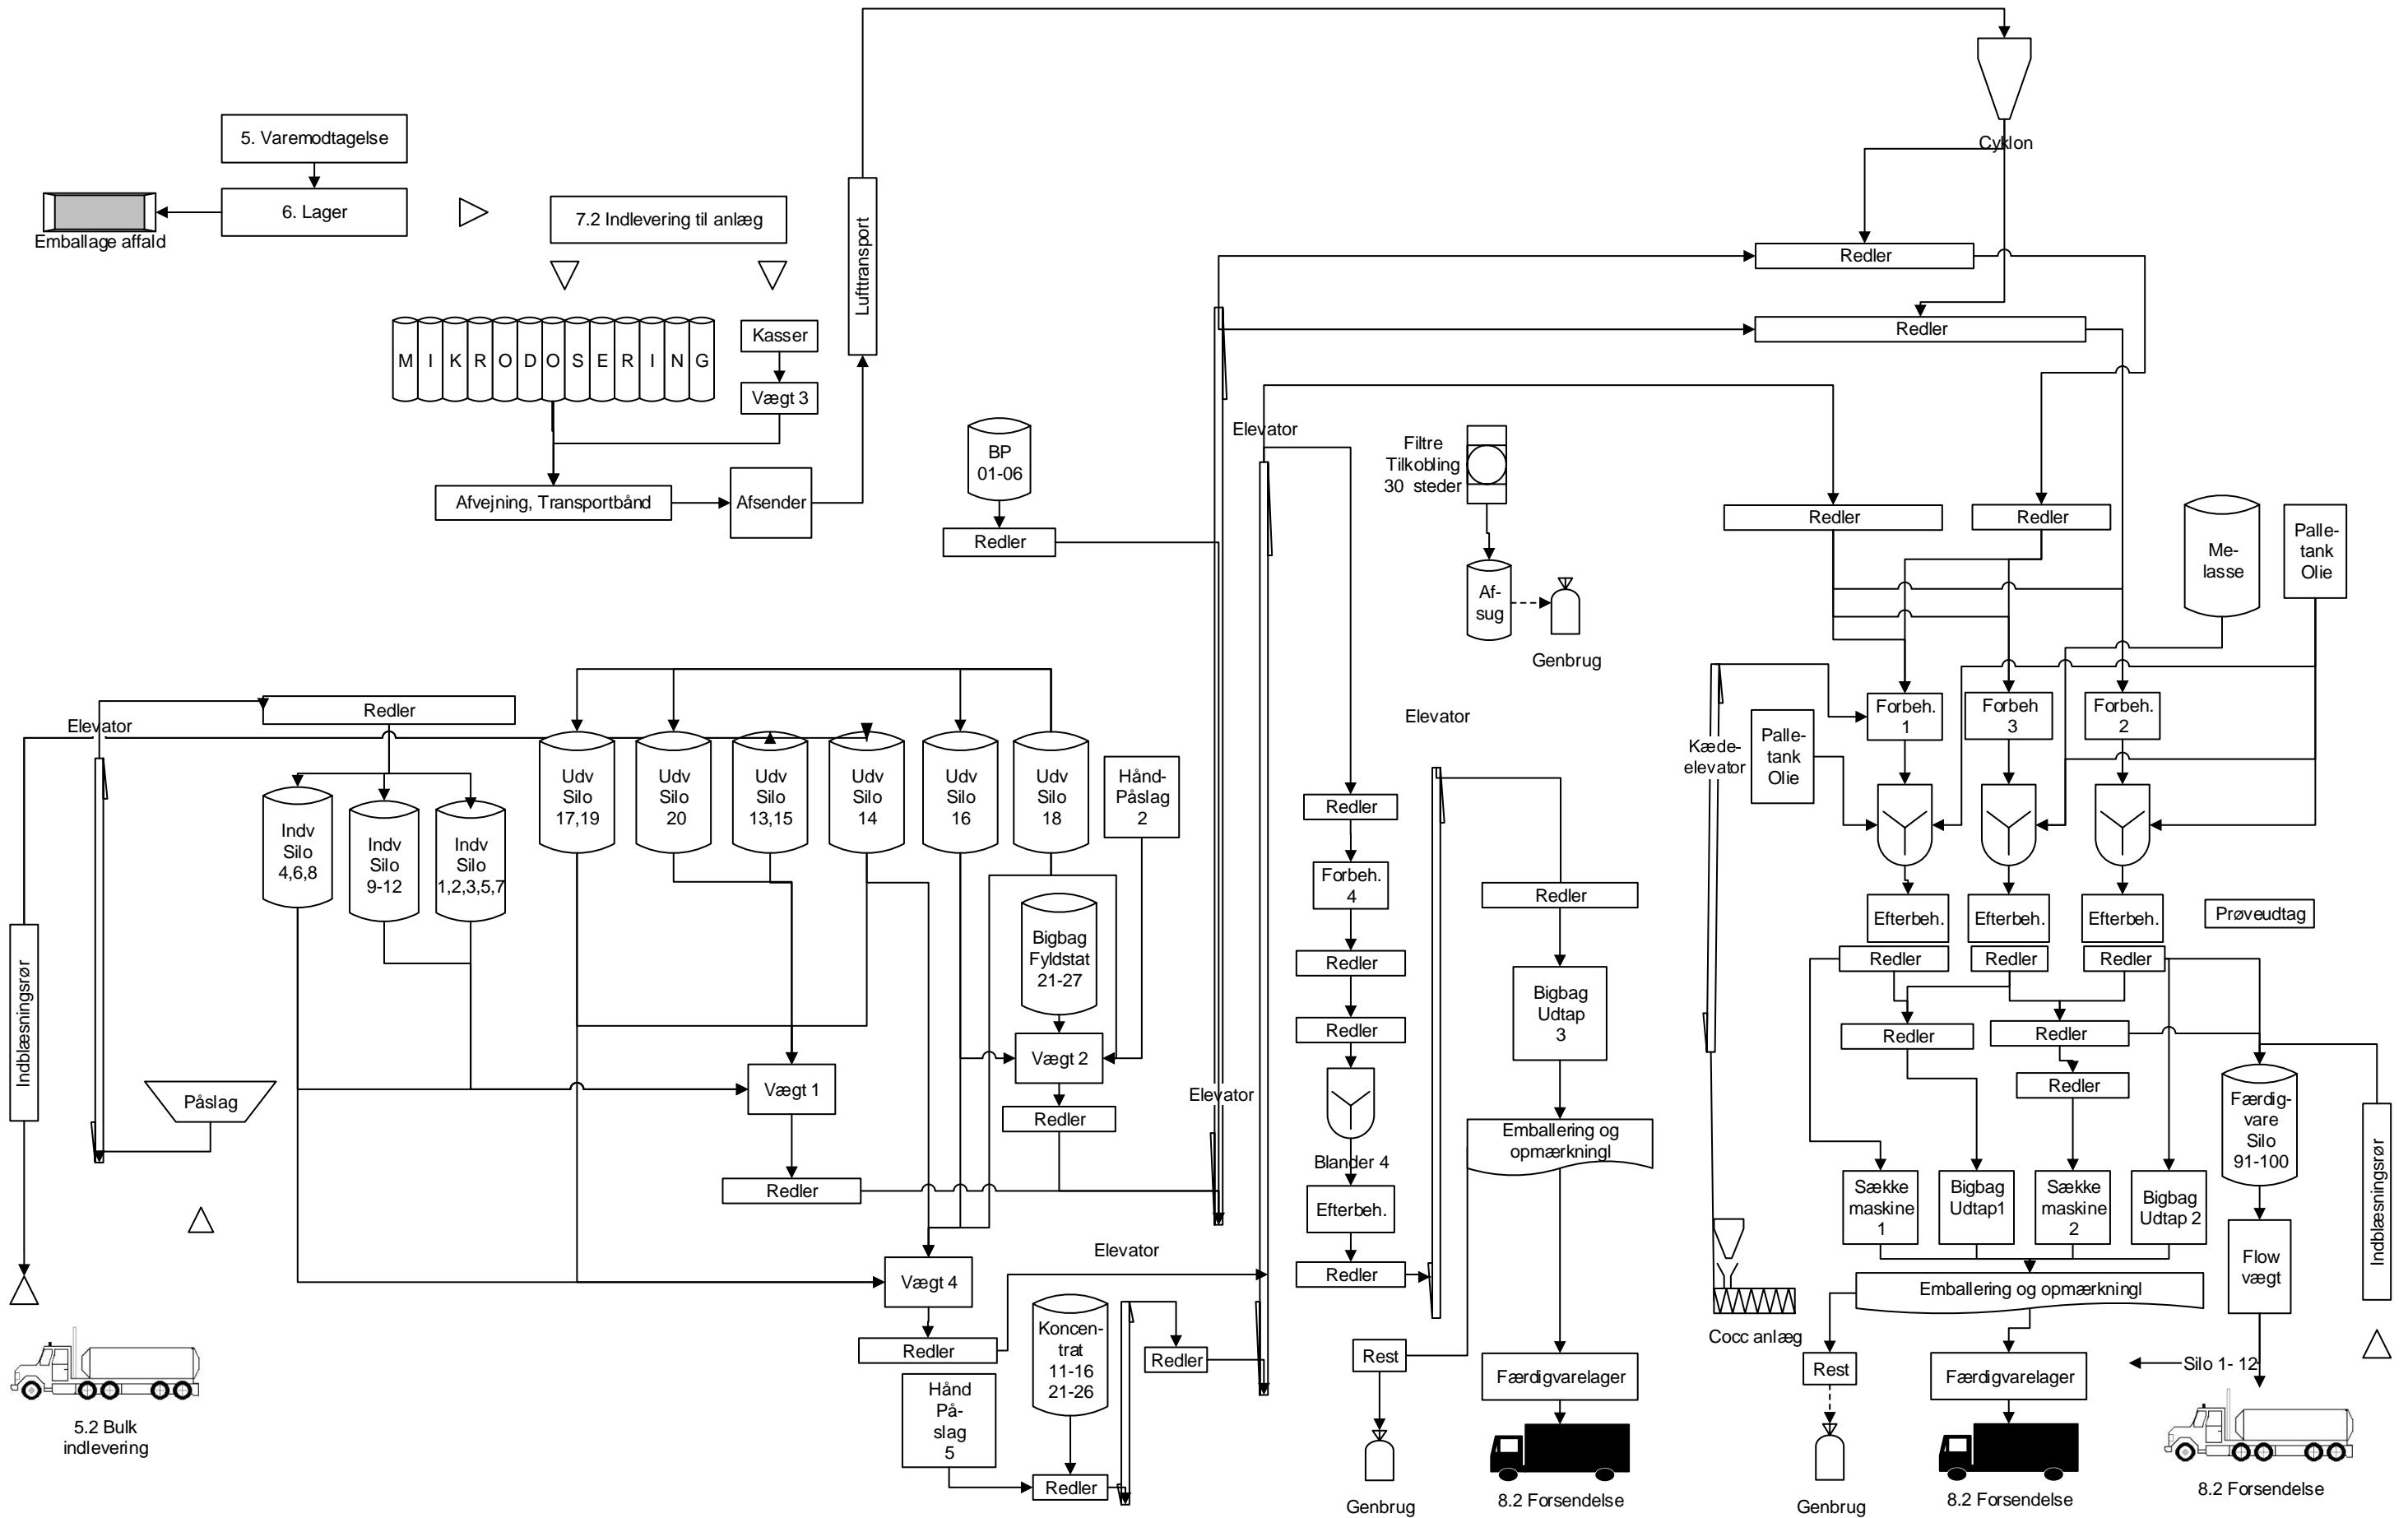 Cyklon
5. Varemodtagelse
6. Lager
Emballage affald
7.2 Indlevering til anlæg
Lufttransport
Redler
Redler
M I K R O D O S E R I N G
Kasser
Vægt 3
Afvejning, Transportbånd
Afsender
BP
01-06
Redler
Elevator
Filtre
Tilkobling
30 steder
Af-
sug
Genbrug
Redler
Redler
Me-
lasse
Palle-
tank
Olie
Redler
Elevator
Indv
Silo
4,6,8
Indv
Silo
9-12
Indv
Silo
1,2,3,5,7
Udv
Silo
17,19
Udv
Silo
20
Udv
Silo
13,15
Udv
Silo
14
Udv
Silo
16
Udv
Silo
18
Hånd-
Påslag
2
Bigbag
Fyldstat
21-27
Indblæsningsrør
Påslag
Vægt 1
Vægt 2
Redler
Redler
Elevator
Vægt 4
Redler
Elevator
Hånd
På-
slag
5
Koncen-
trat
11-16
21-26
Redler
Redler
5.2 Bulk
indlevering
Redler
Forbeh.
4
Redler
Redler
Blander 4
Efterbeh.
Redler
Elevator
Redler
Bigbag
Udtap
3
Emballering og
opmærkningl
Rest
Genbrug
Færdigvarelager
8.2 Forsendelse
Kæde-
elevator
Palle-
tank
Olie
Forbeh.
1
Forbeh
3
Forbeh.
2
Efterbeh.
Efterbeh.
Efterbeh.
Prøveudtag
Redler
Redler
Redler
Redler
Redler
Redler
Færdig-
vare
Silo
91-100
Sække
maskine
1
Bigbag
Udtap1
Sække
maskine
2
Bigbag
Udtap 2
Flow
vægt
Indblæsningsrør
Cocc anlæg
Emballering og opmærkningl
Rest
Genbrug
Færdigvarelager
8.2 Forsendelse
Silo 1- 12
8.2 Forsendelse